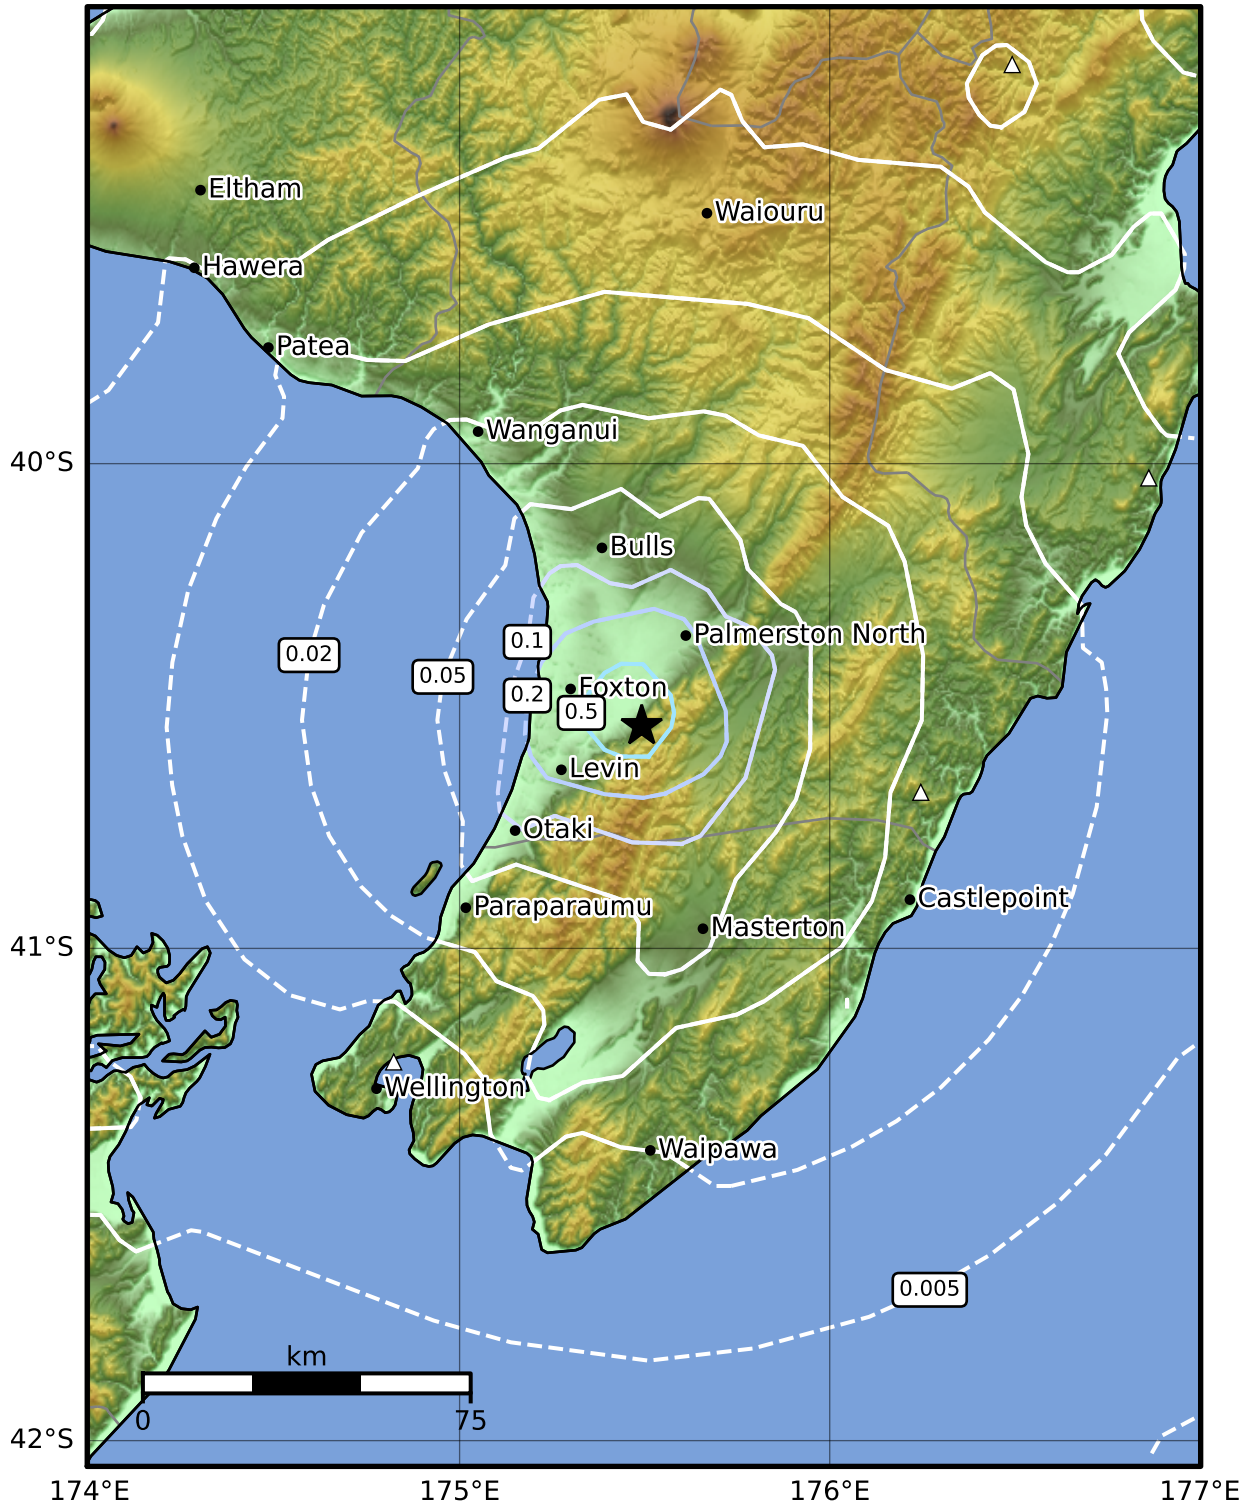 Eltham
Waiouru
Hawera
Patea
Wanganui
40°S
Bulls
Palmerston North
0.1
0.02
0.05
Foxton
0.2
0.5
Levin
Otaki
Castlepoint
Paraparaumu
Masterton
41°S
Wellington
Waipawa
0.005
km
0
75
42°S
174°E
175°E
176°E
177°E